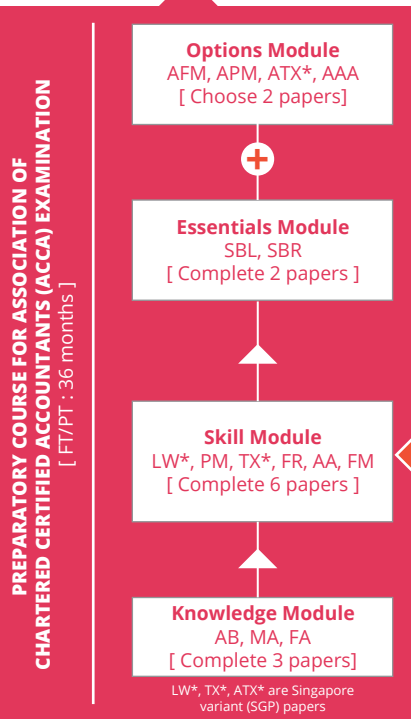 PREPARATORY COURSE FOR ASSOCIATION OF
CHARTERED CERTIFIED ACCOUNTANTS (ACCA) EXAMINATION
[ FT/PT : 36 months ]
Options Module
AFM, APM, ATX*, AAA
[ Choose 2 papers]
Essentials Module
SBL, SBR
[ Complete 2 papers ]
Skill Module
LW*, PM, TX*, FR, AA, FM
[ Complete 6 papers ]
Knowledge Module
AB, MA, FA
[ Complete 3 papers]
LW*, TX*, ATX* are Singapore
variant (SGP) papers